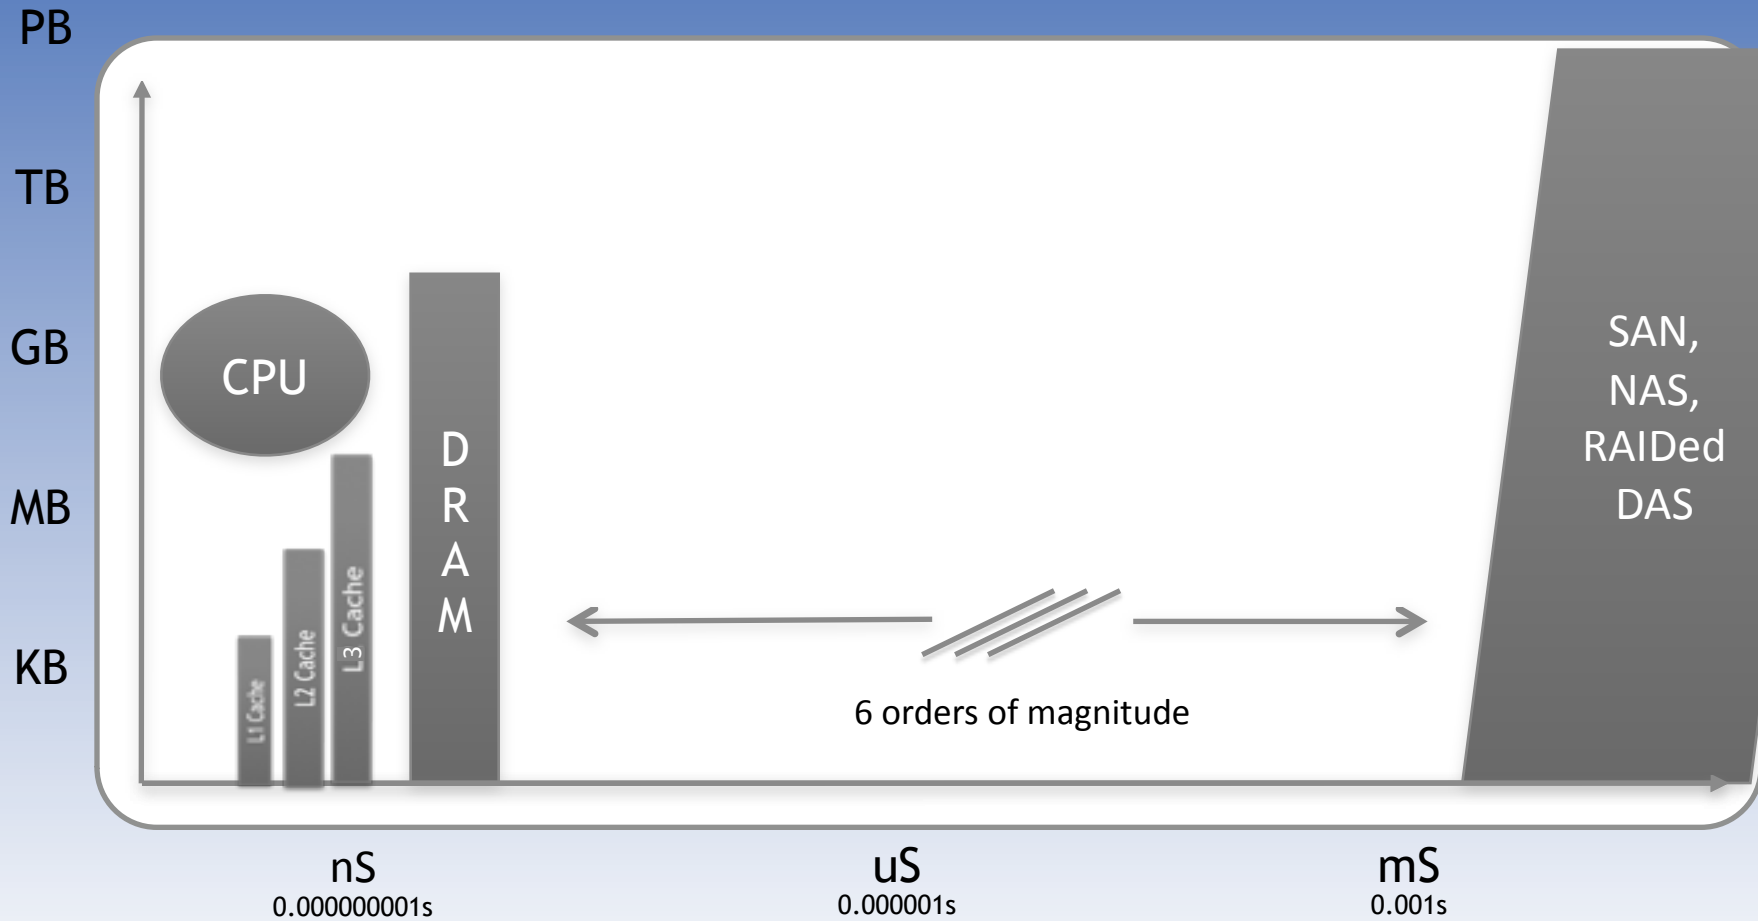 PB
TB
GB
MB
KB
CPU
L1 Cache
L2 Cache
L3 Cache
D
R
A
M
6 orders of magnitude
SAN,
NAS,
RAIDed
DAS
nS
0.000000001s
uS
0.000001s
mS
0.001s